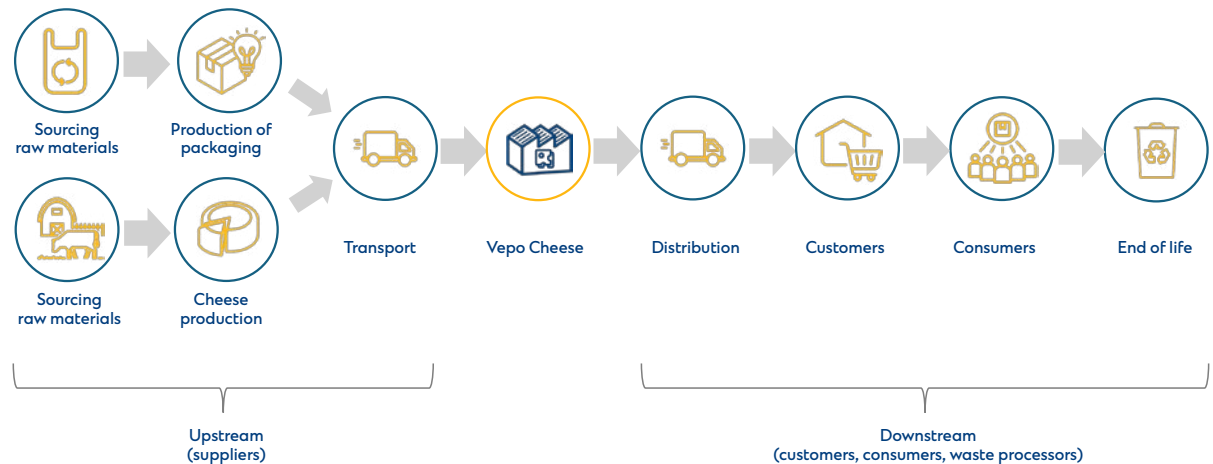 Sourcing
raw materials
Production of
packaging
Sourcing
raw materials
Cheese
production
Transport
Vepo Cheese
Distribution
Customers
Consumers
End of life
Upstream
(suppliers)
Downstream
(customers, consumers, waste processors)